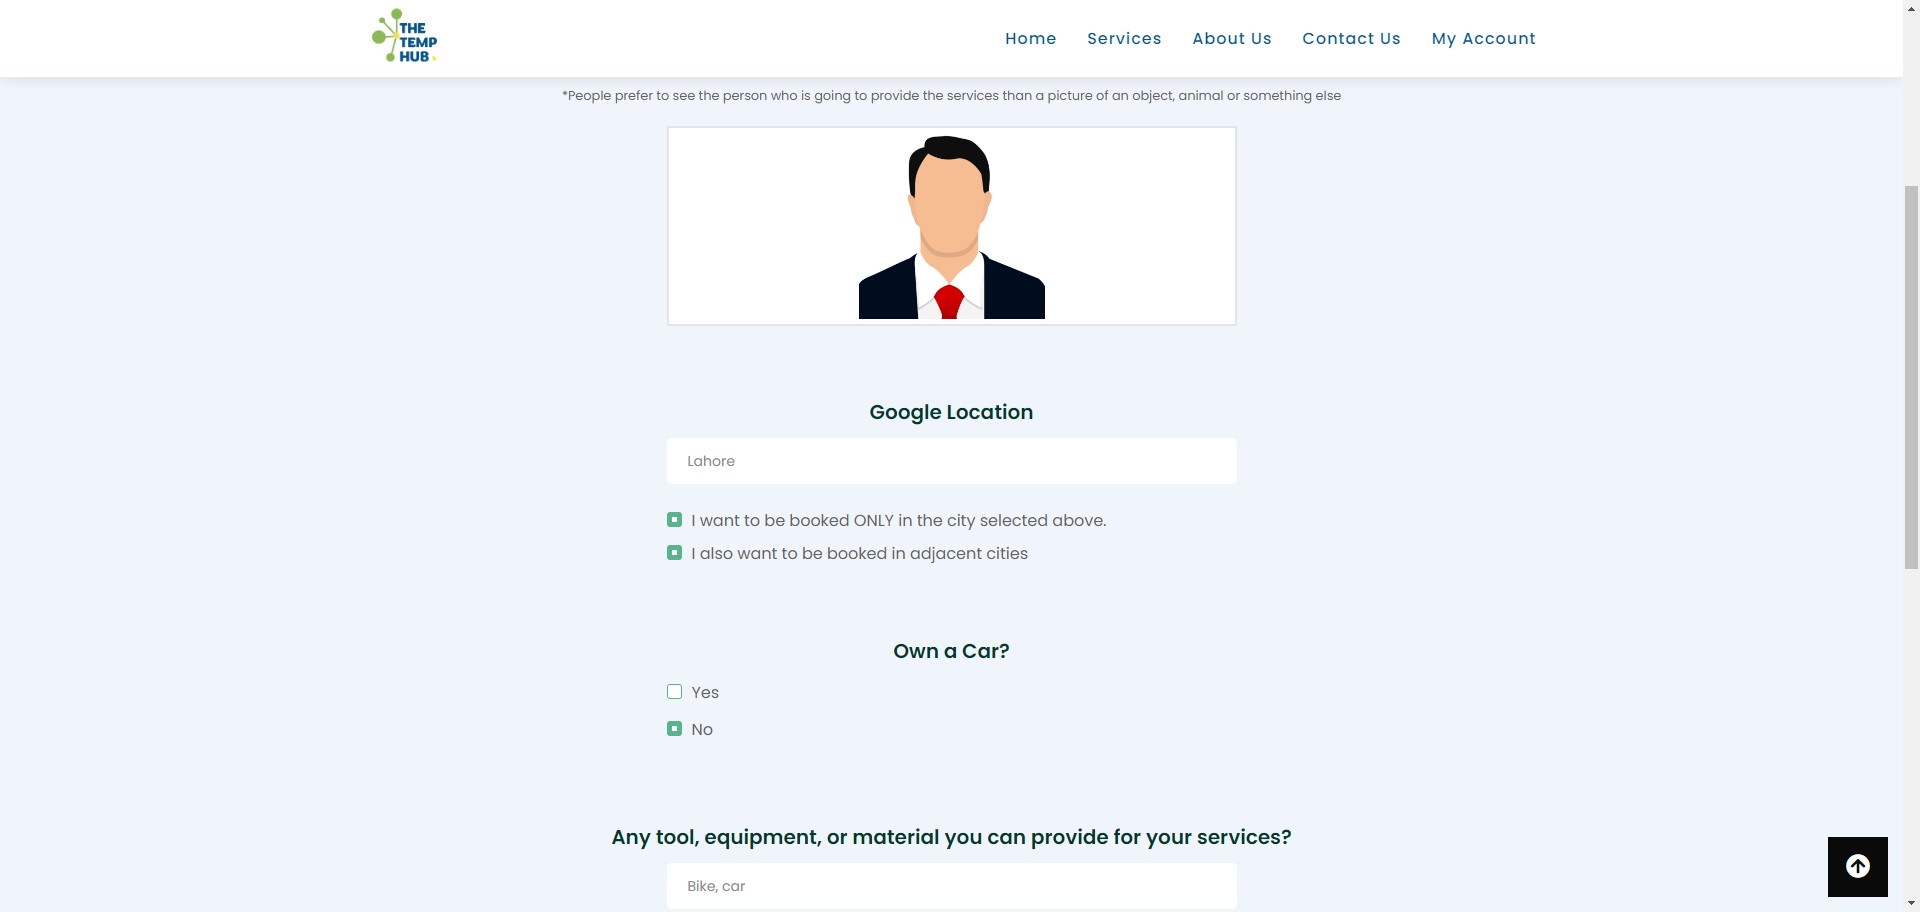 THE
TEMP
HUB
Home Services About Us Contact Us My Account
*People prefer to see the person who is going to provide the services than a picture of an object, animal or something else
Google Location
Lahore
I want to be booked ONLY in the city selected above.
I also want to be booked in adjacent cities
Own a Car?
Yes
No
Any tool, equipment, or material you can provide for your services?
Bike, car